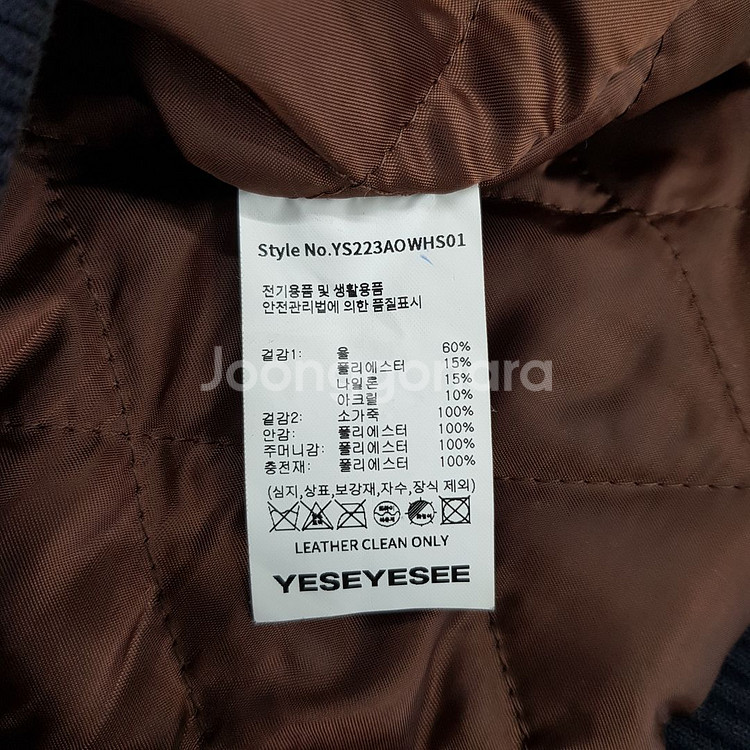 Style No.YS223AOWHS01
전기용품 및 생활용품
안전관리법에 의한 품질표시
겉감1: 울 60%
폴리에스터 15%
나일론 15%
아크릴 10%
겉감2: 소가죽 100%
안감: 폴리에스터 100%
주머니감: 폴리에스터 100%
충전재: 폴리에스터 100%
(심지,상표,보강재,자수,장식 제외)
LEATHER CLEAN ONLY
YESEYESEE
Joonggonara